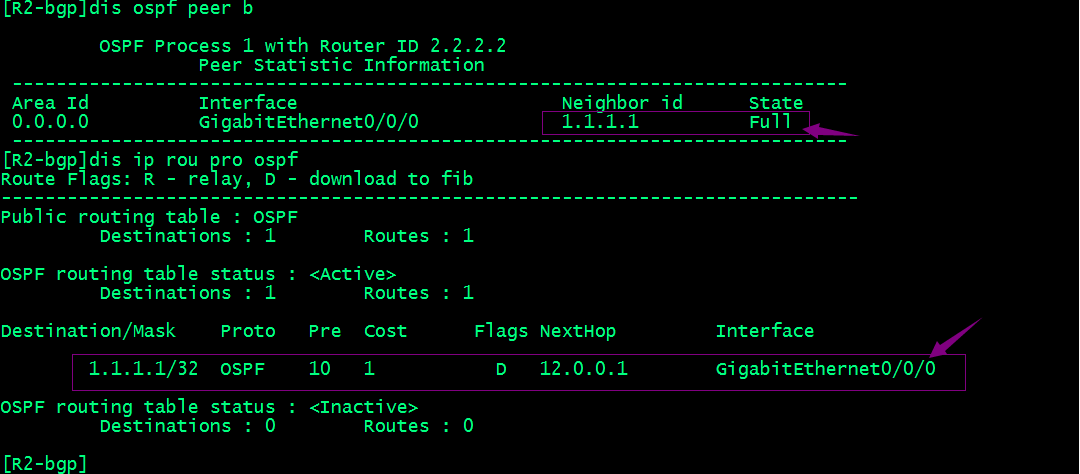 [R2-bgp]dis ospf peer b
OSPF Process 1 with Router ID 2.2.2.2
Peer Statistic Information
----------------------------------------------------------------------------
Area Id          Interface                        Neighbor id      State
0.0.0.0          GigabitEthernet0/0/0             1.1.1.1          Full
----------------------------------------------------------------------------
[R2-bgp]dis ip rou pro ospf
Route Flags: R - relay, D - download to fib
------------------------------------------------------------------------------
Public routing table : OSPF
Destinations : 1        Routes : 1
OSPF routing table status : <Active>
Destinations : 1        Routes : 1
Destination/Mask    Proto   Pre  Cost      Flags NextHop         Interface
1.1.1.1/32  OSPF    10   1           D   12.0.0.1        GigabitEthernet0/0/0
OSPF routing table status : <Inactive>
Destinations : 0        Routes : 0
[R2-bgp]